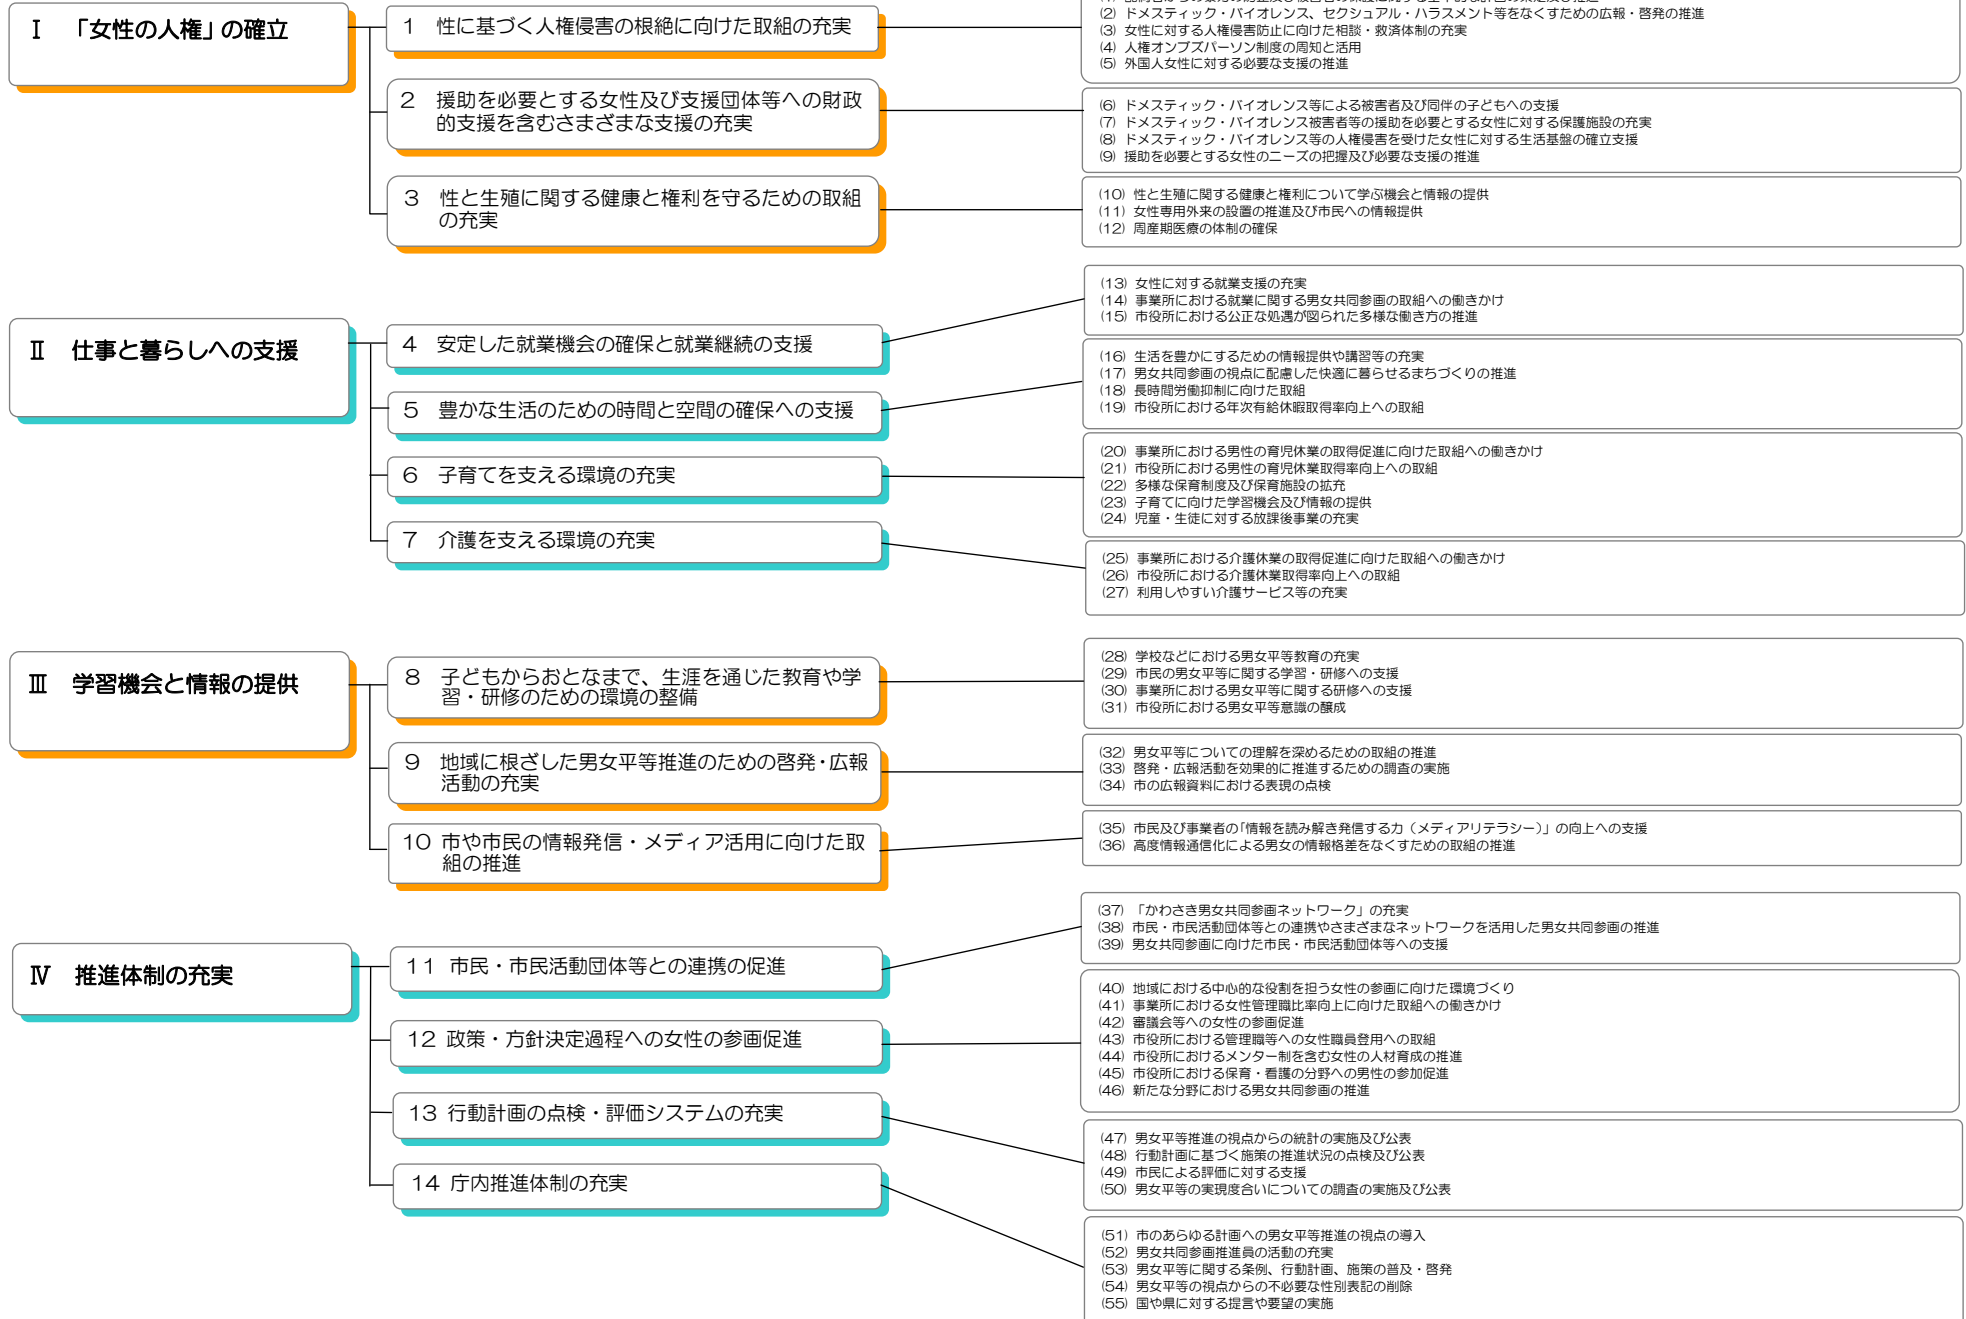 Ⅰ 「女性の人権」の確立
1 性に基づく人権侵害の根絶に向けた取組の充実
(2) ドメスティック・バイオレンス、セクシュアル・ハラスメント等をなくすための広報・啓発の推進
(3) 女性に対する人権侵害防止に向けた相談・救済体制の充実
(4) 人権オンブズパーソン制度の周知と活用
(5) 外国人女性に対する必要な支援の推進
2 援助を必要とする女性及び支援団体等への財政
的支援を含むさまざまな支援の充実
(6) ドメスティック・バイオレンス等による被害者及び同伴の子どもへの支援
(7) ドメスティック・バイオレンス被害者等の援助を必要とする女性に対する保護施設の充実
(8) ドメスティック・バイオレンス等の人権侵害を受けた女性に対する生活基盤の確立支援
(9) 援助を必要とする女性のニーズの把握及び必要な支援の推進
3 性と生殖に関する健康と権利を守るための取組
の充実
(10) 性と生殖に関する健康と権利について学ぶ機会と情報の提供
(11) 女性専用外来の設置の推進及び市民への情報提供
(12) 周産期医療の体制の確保
Ⅱ 仕事と暮らしへの支援
4 安定した就業機会の確保と就業継続の支援
(13) 女性に対する就業支援の充実
(14) 事業所における就業に関する男女共同参画の取組への働きかけ
(15) 市役所における公正な処遇が図られた多様な働き方の推進
5 豊かな生活のための時間と空間の確保への支援
(16) 生活を豊かにするための情報提供や講習等の充実
(17) 男女共同参画の視点に配慮した快適に暮らせるまちづくりの推進
(18) 長時間労働抑制に向けた取組
(19) 市役所における年次有給休暇取得率向上への取組
6 子育てを支える環境の充実
(20) 事業所における男性の育児休業の取得促進に向けた取組への働きかけ
(21) 市役所における男性の育児休業取得率向上への取組
(22) 多様な保育制度及び保育施設の拡充
(23) 子育てに向けた学習機会及び情報の提供
(24) 児童・生徒に対する放課後事業の充実
7 介護を支える環境の充実
(25) 事業所における介護休業の取得促進に向けた取組への働きかけ
(26) 市役所における介護休業取得率向上への取組
(27) 利用しやすい介護サービス等の充実
Ⅲ 学習機会と情報の提供
8 子どもからおとなまで、生涯を通じた教育や学
習・研修のための環境の整備
(28) 学校などにおける男女平等教育の充実
(29) 市民の男女平等に関する学習・研修への支援
(30) 事業所における男女平等に関する研修への支援
(31) 市役所における男女平等意識の醸成
9 地域に根ざした男女平等推進のための啓発・広報
活動の充実
(32) 男女平等についての理解を深めるための取組の推進
(33) 啓発・広報活動を効果的に推進するための調査の実施
(34) 市の広報資料における表現の点検
10 市や市民の情報発信・メディア活用に向けた取
組の推進
(35) 市民及び事業者の「情報を読み解き発信する力（メディアリテラシー）」の向上への支援
(36) 高度情報通信化による男女の情報格差をなくすための取組の推進
Ⅳ 推進体制の充実
11 市民・市民活動団体等との連携の促進
(37) 「かわさき男女共同参画ネットワーク」の充実
(38) 市民・市民活動団体等との連携やさまざまなネットワークを活用した男女共同参画の推進
(39) 男女共同参画に向けた市民・市民活動団体等への支援
12 政策・方針決定過程への女性の参画促進
(40) 地域における中心的な役割を担う女性の参画に向けた環境づくり
(41) 事業所における女性管理職比率向上に向けた取組への働きかけ
(42) 審議会等への女性の参画促進
(43) 市役所における管理職等への女性職員登用への取組
(44) 市役所におけるメンター制を含む女性の人材育成の推進
(45) 市役所における保育・看護の分野への男性の参加促進
(46) 新たな分野における男女共同参画の推進
13 行動計画の点検・評価システムの充実
(47) 男女平等推進の視点からの統計の実施及び公表
(48) 行動計画に基づく施策の推進状況の点検及び公表
(49) 市民による評価に対する支援
(50) 男女平等の実現度合いについての調査の実施及び公表
14 庁内推進体制の充実
(51) 市のあらゆる計画への男女平等推進の視点の導入
(52) 男女共同参画推進員の活動の充実
(53) 男女平等に関する条例、行動計画、施策の普及・啓発
(54) 男女平等の視点からの不必要な性別表記の削除
(55) 国や県に対する提言や要望の実施